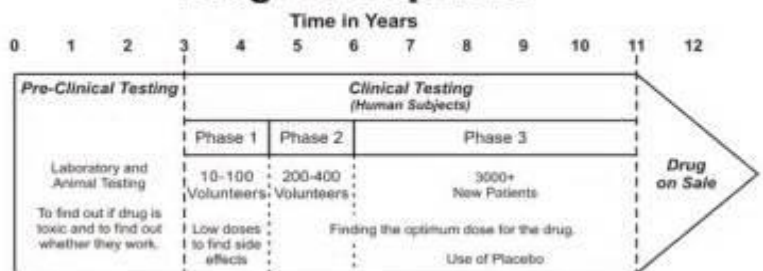 Time in Years
0 1 2 3 4 5 6 7 8 9 10 11 12
Pre-Clinical Testing
Clinical Testing
(Human Subjects)
Phase 1
Phase 2
Phase 3
Laboratory and
Animal Testing
To find out if drug is
toxic and to find out
whether they work.
10-100
Volunteers
Low doses
to find side
effects
200-400
Volunteers
3000+
New Patients
Finding the optimum dose for the drug.
Use of Placebo
Drug
on Sale